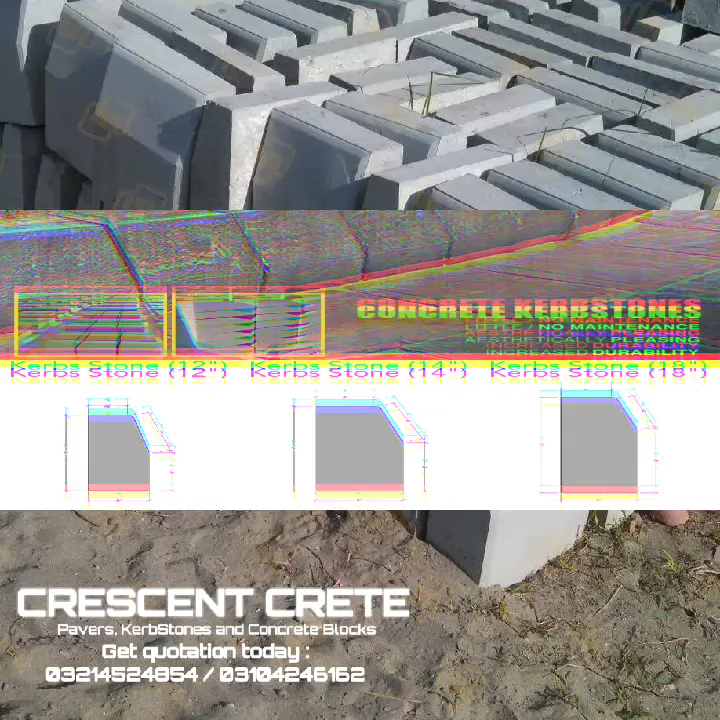 CONCRETE KERBSTONES
LITTLE / NO MAINTENANCE
AESTHETICALLY PLEASING
INCREASED DURABILITY
Kerbs Stone (12") Kerbs Stone (14") Kerbs Stone (18")
CRESCENT CRETE
Pavers, KerbStones and Concrete Blocks
Get quotation today :
03214524854 / 03104246162